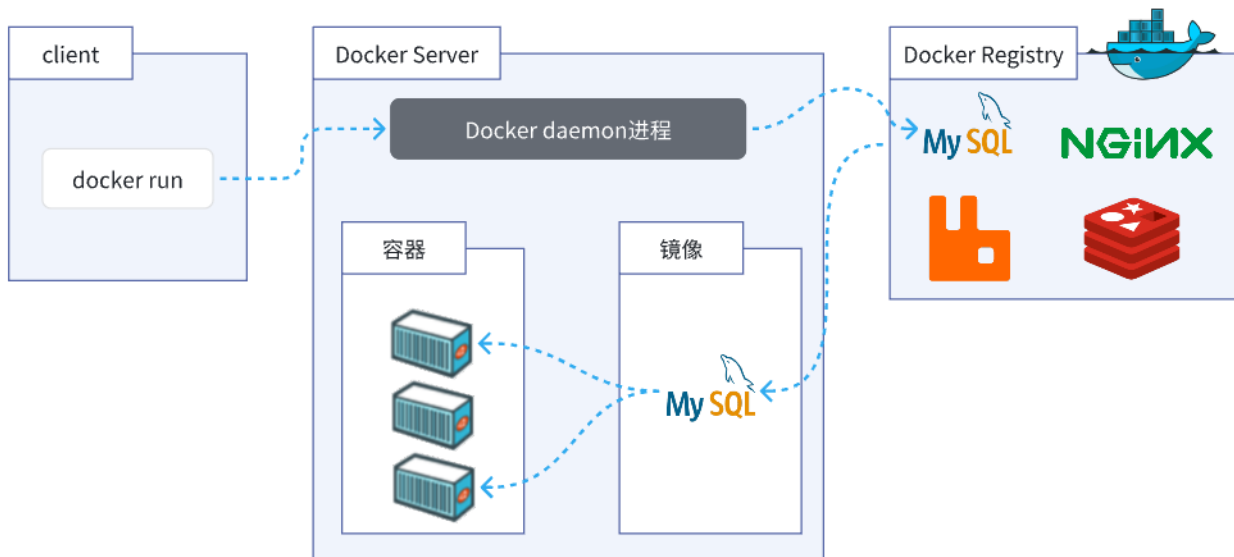 client
docker run
Docker Server
Docker daemon进程
容器
镜像
MySQL
Docker Registry
MySQL
NGINX